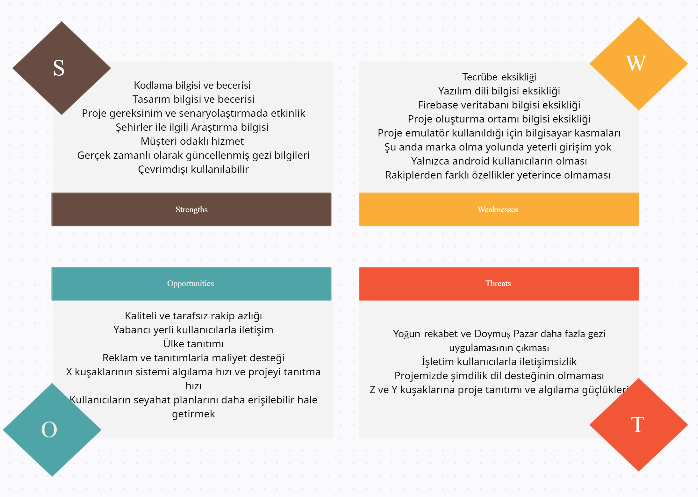 S
Kodlama bilgisi ve becerisi
Tasarım bilgisi ve becerisi
Proje gereksinim ve senaryolaştırmada etkinlik
Şehirler ile ilgili Araştırma bilgisi
Müşteri odaklı hizmet
Gerçek zamanlı olarak güncellenmiş gezi bilgileri
Çevrimdışı kullanılabilir
Strengths
W
Tecrübe eksikliği
Yazılım dili bilgisi eksikliği
Firebase veritabanı bilgisi eksikliği
Proje oluşturma ortamı bilgisi eksikliği
Proje emulatör kullanıldığı için bilgisayar kasmaları
Şu anda marka olma yolunda yeterli girişim yok
Yalnızca android kullanıcıların olması
Rakiplerden farklı özellikler yeterince olmaması
Weaknesses
Opportunities
Kaliteli ve tarafsız rakip azlığı
Yabancı yerli kullanıcılarla iletişim
Ülke tanıtımı
Reklam ve tanıtımlarla maliyet desteği
X kuşaklarının sistemi algılama hızı ve projeyi tanıtma
hızı
Kullanıcıların seyahat planlarını daha erişilebilir hale
getirmek
O
Threats
Yoğun rekabet ve Doymuş Pazar daha fazla gezi
uygulamasının çıkması
İşletim kullanıcılarla iletişimsizlik
Projemizde şimdilik dil desteğinin olmaması
Z ve Y kuşaklarına proje tanıtımı ve algılama güçlükleri
T